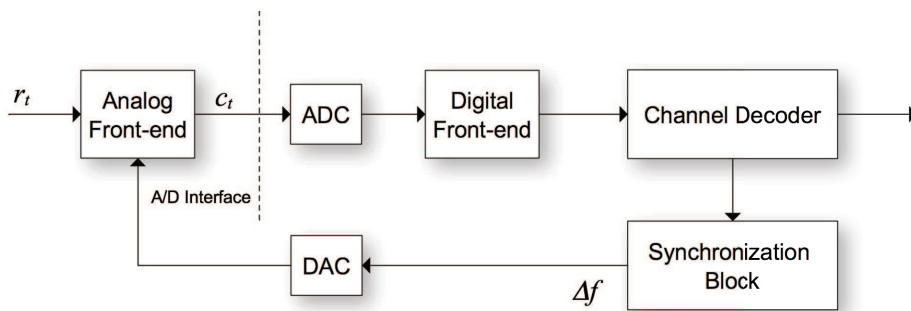 r_t
Analog
Front-end
c_t
ADC
Digital
Front-end
Channel Decoder
A/D Interface
DAC
Δf
Synchronization
Block